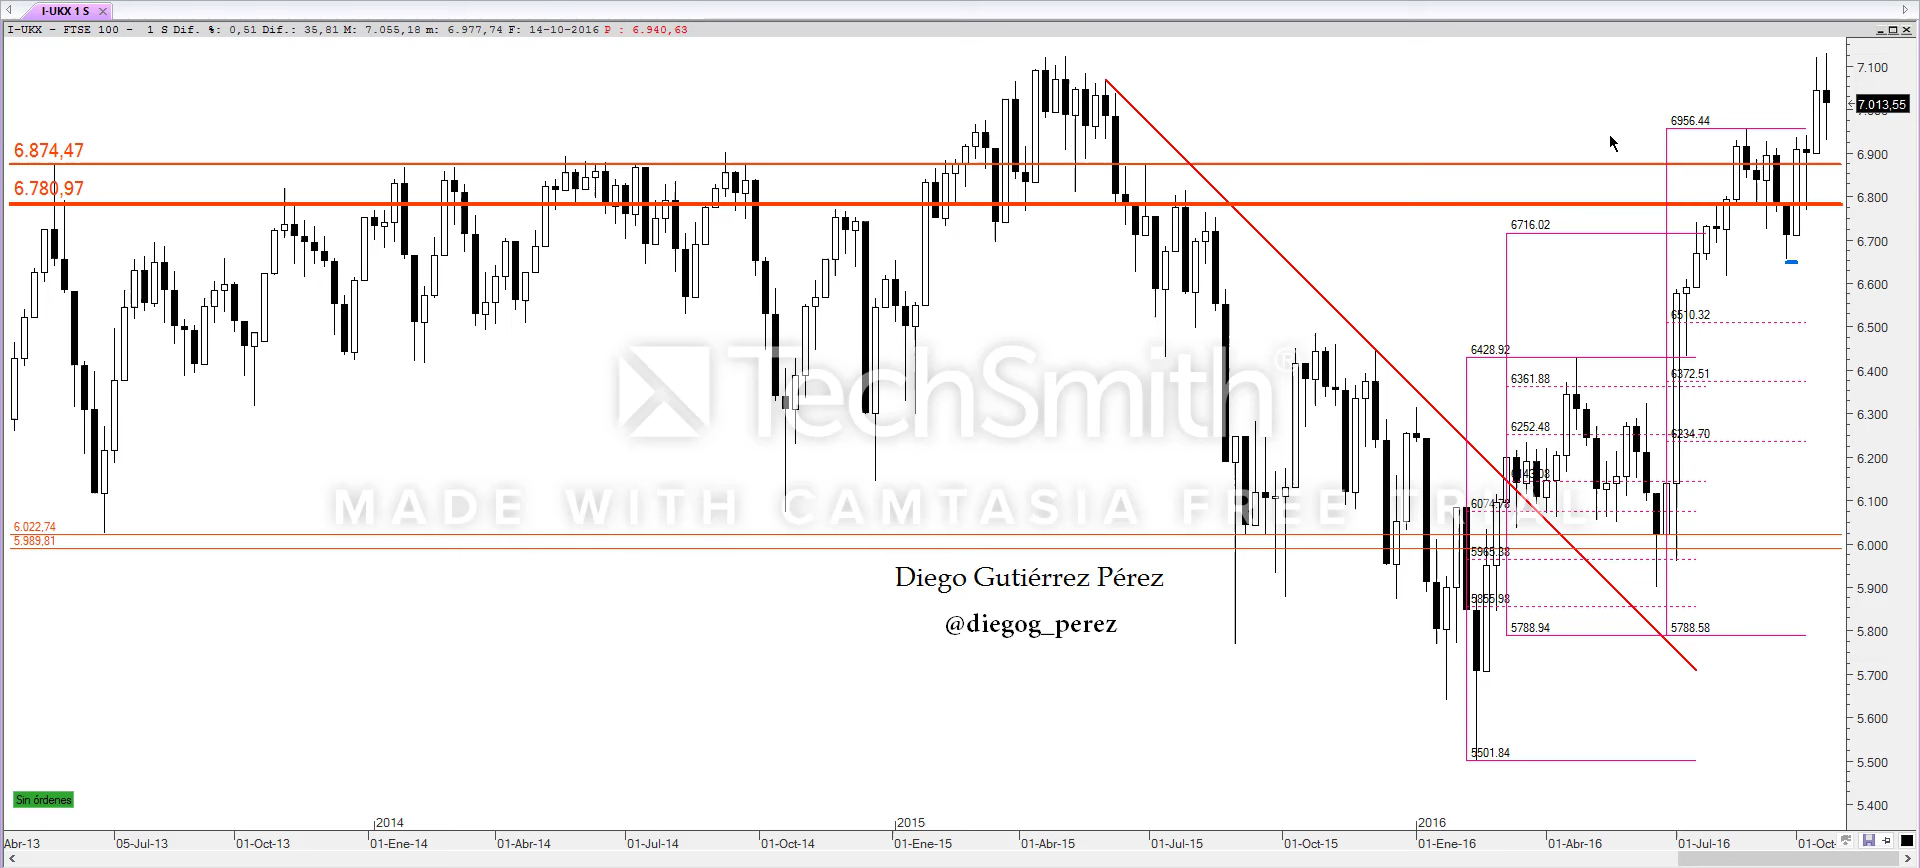 I-UKX 1 S
I-UKX - FTSE 100 - 1 S Dif. %: 0,51 Dif.: 35,81 M: 7.055,18 m: 6.977,74 F: 14-10-2016 P : 6.940,63
7.100
7.013,55
6956.44
6.874,47
6.900
6.780,97
6.800
6716.02
6.700
6.600
6510.32
6.500
6428.92
6361.88
6372.51
6.400
TechSmith®
6.300
6252.48
6234.70
6.200
6143.08
6074.78
6.100
MADE WITH CAMTASIA FREE TRIAL
6.022,74
5.989,81
6.000
5965.38
Diego Gutiérrez Pérez
5.900
5855.98
@diegog_perez
5788.94
5788.58
5.800
5.700
5.600
5501.84
5.500
Sin órdenes
5.400
2014
2015
2016
Abr-13
05-Jul-13
01-Oct-13
01-Ene-14
01-Abr-14
01-Jul-14
01-Oct-14
01-Ene-15
01-Abr-15
01-Jul-15
01-Oct-15
01-Ene-16
01-Abr-16
01-Jul-16
01-Oct-